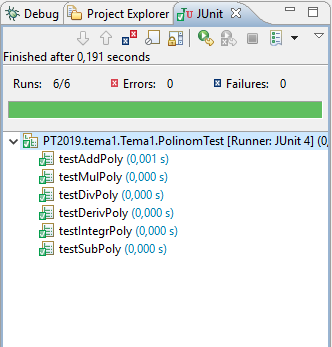 Debug Project Explorer JUnit
Finished after 0,191 seconds
Runs: 6/6 Errors: 0 Failures: 0
PT2019.tema1.Tema1.PolinomTest [Runner: JUnit 4] (0,
testAddPoly (0,001 s)
testMulPoly (0,000 s)
testDivPoly (0,000 s)
testDerivPoly (0,000 s)
testIntegrPoly (0,000 s)
testSubPoly (0,000 s)